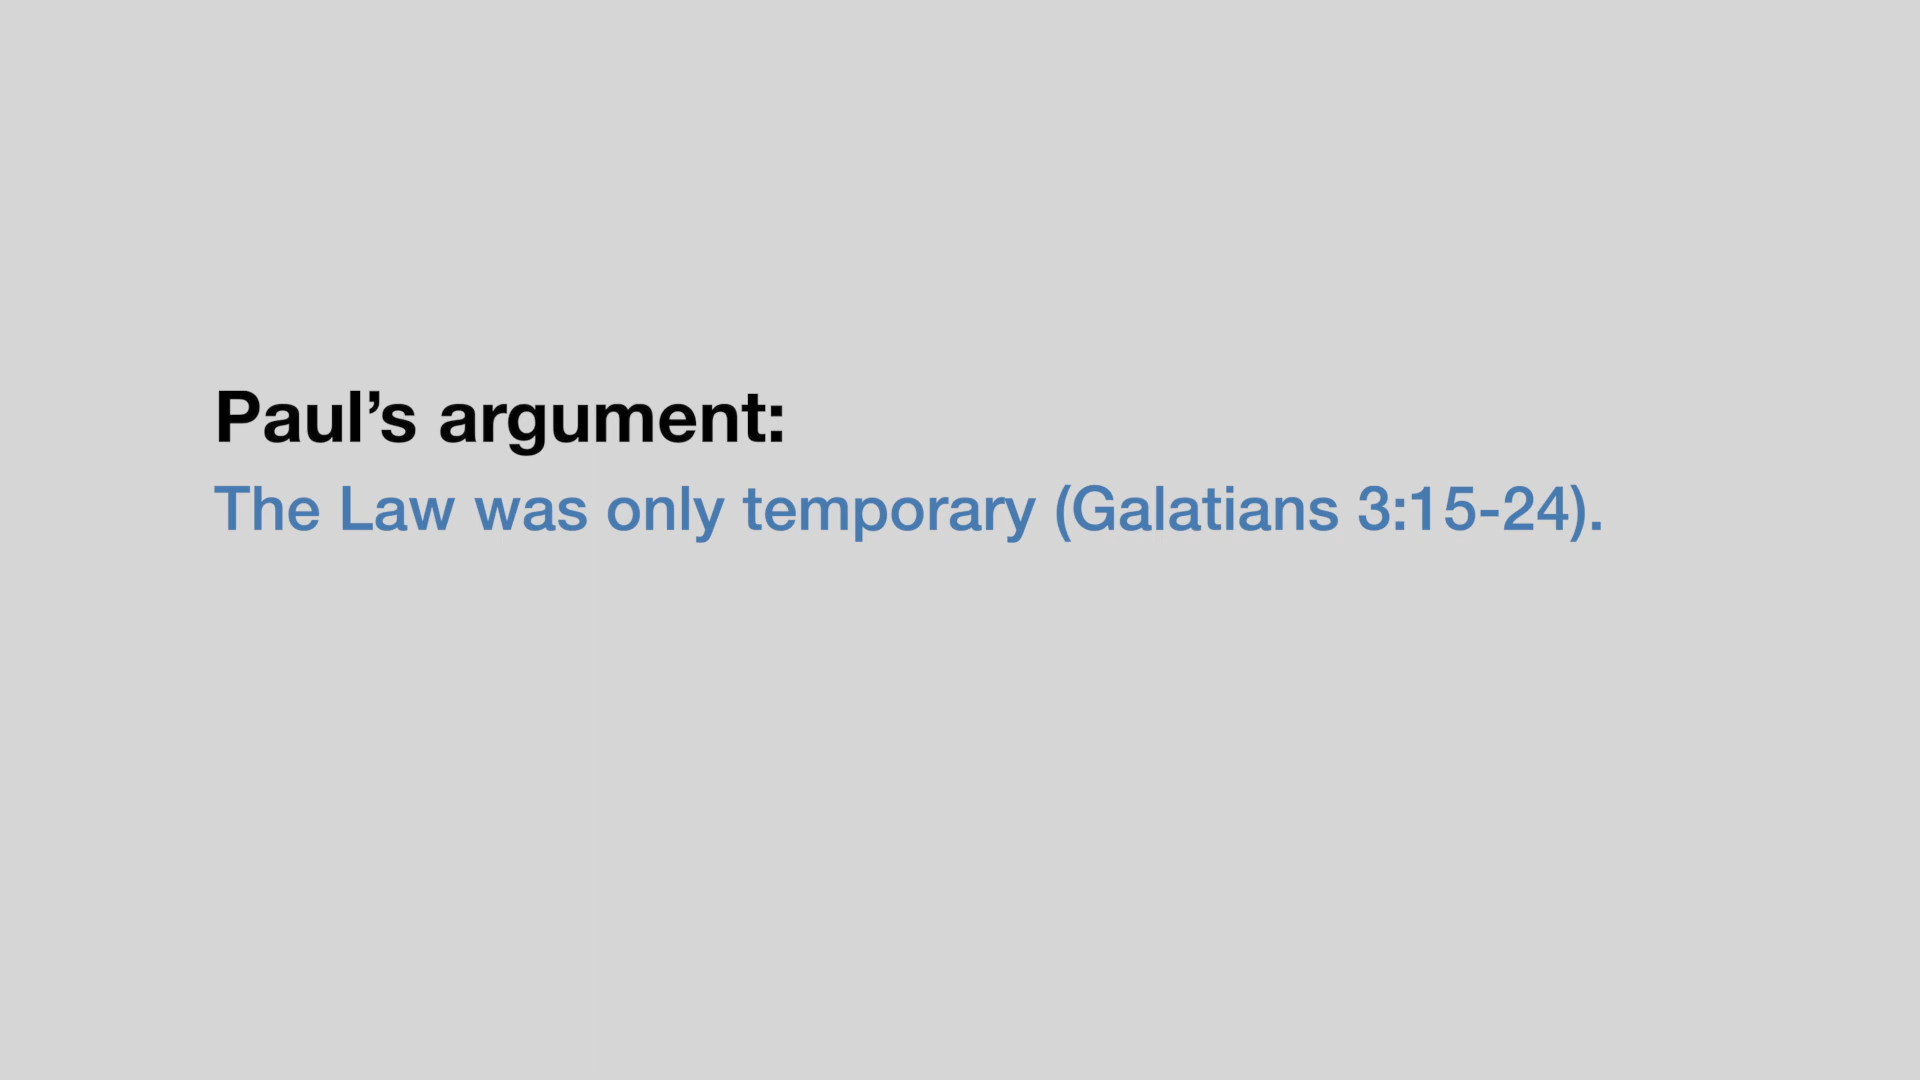 Paul’s argument:
The Law was only temporary (Galatians 3:15-24).